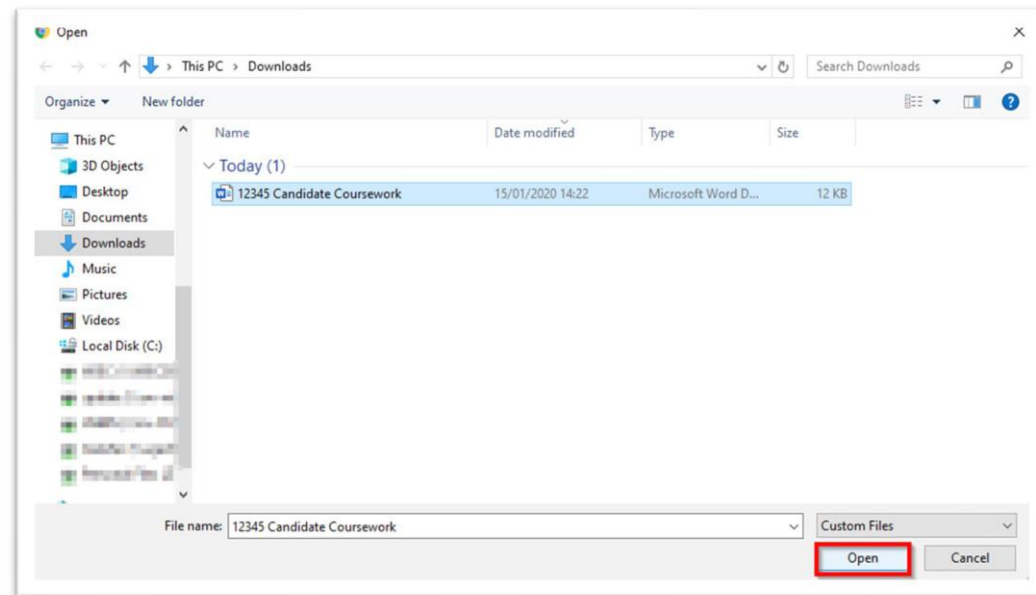 Open
This PC > Downloads
Search Downloads
Organize
New folder
Name Date modified Type Size
This PC
3D Objects
Desktop
Documents
Downloads
Music
Pictures
Videos
Local Disk (C:)
Today (1)
12345 Candidate Coursework 15/01/2020 14:22 Microsoft Word D... 12 KB
File name: 12345 Candidate Coursework
Custom Files
Open Cancel